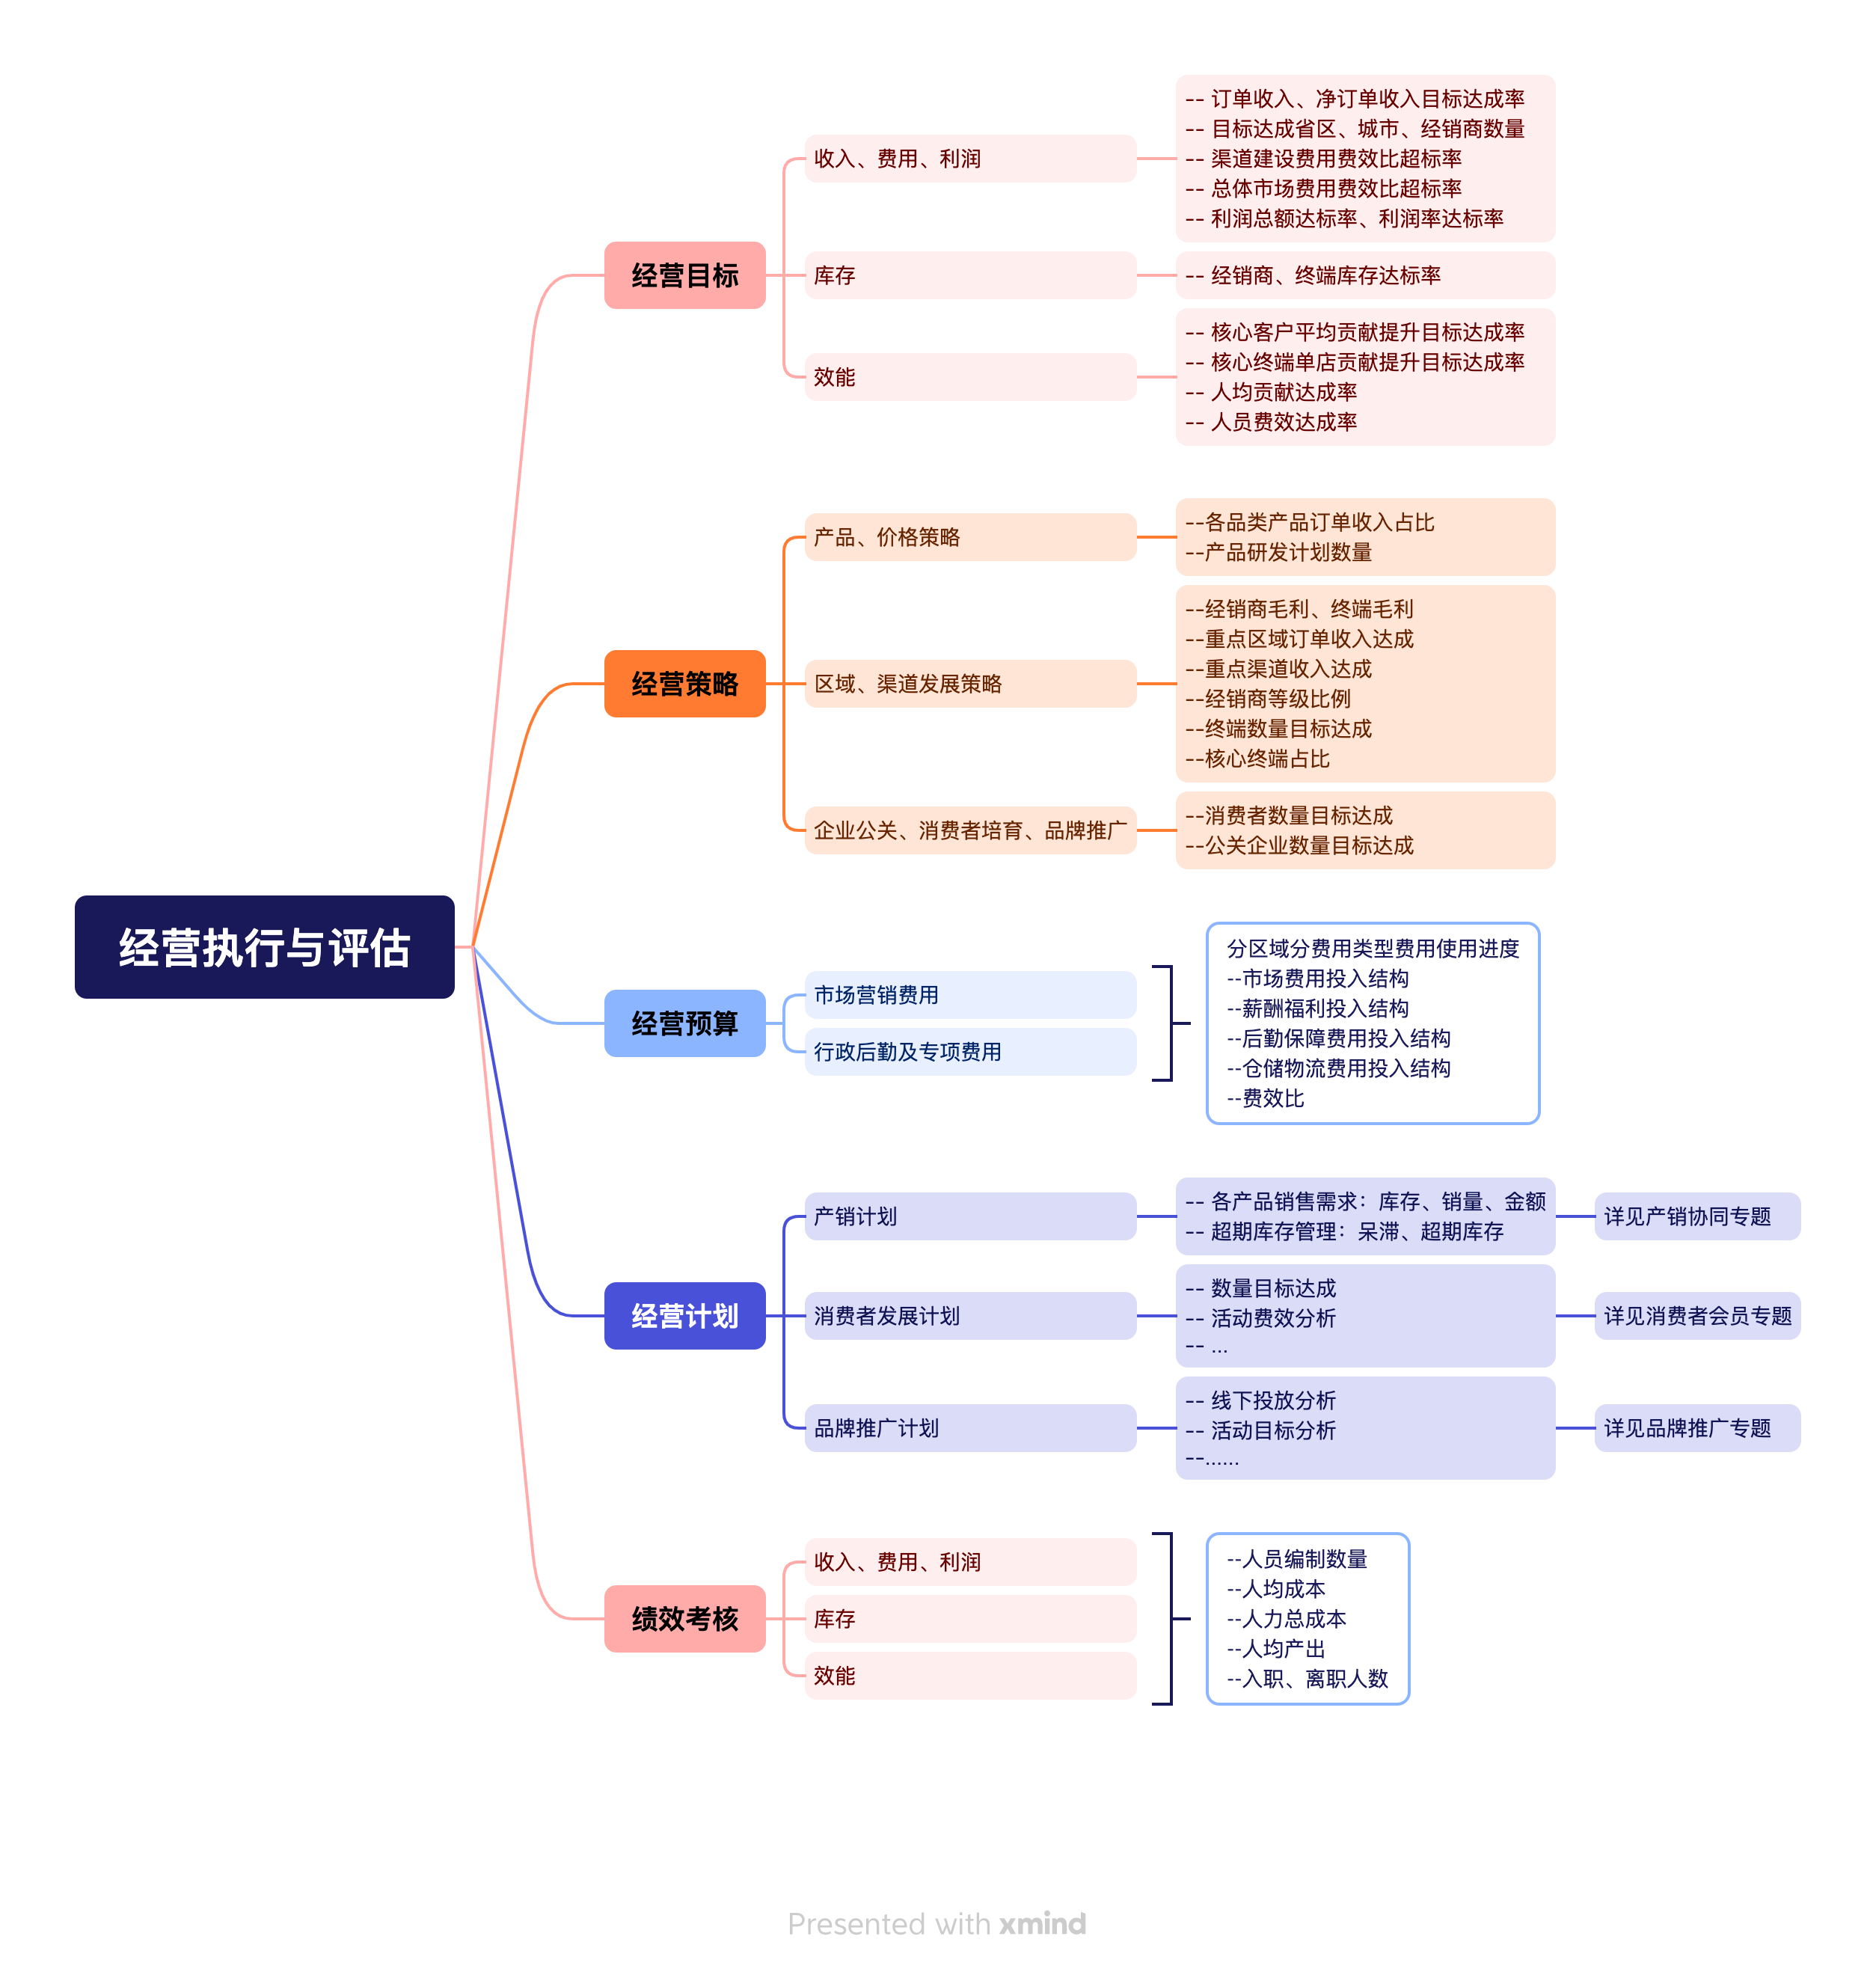 经营执行与评估
经营目标
收入、费用、利润
-- 订单收入、净订单收入目标达成率
-- 目标达成省区、城市、经销商数量
-- 渠道建设费用费效比超标率
-- 总体市场费用费效比超标率
-- 利润总额达标率、利润率达标率
库存
-- 经销商、终端库存达标率
效能
-- 核心客户平均贡献提升目标达成率
-- 核心终端单店贡献提升目标达成率
-- 人均贡献达成率
-- 人员费效达成率
经营策略
产品、价格策略
--各品类产品订单收入占比
--产品研发计划数量
区域、渠道发展策略
--经销商毛利、终端毛利
--重点区域订单收入达成
--重点渠道收入达成
--经销商等级比例
--终端数量目标达成
--核心终端占比
企业公关、消费者培育、品牌推广
--消费者数量目标达成
--公关企业数量目标达成
经营预算
市场营销费用
行政后勤及专项费用
分区域分费用类型费用使用进度
--市场费用投入结构
--薪酬福利投入结构
--后勤保障费用投入结构
--仓储物流费用投入结构
--费效比
经营计划
产销计划
-- 各产品销售需求：库存、销量、金额
-- 超期库存管理：呆滞、超期库存
详见产销协同专题
消费者发展计划
-- 数量目标达成
-- 活动费效分析
-- ...
详见消费者会员专题
品牌推广计划
-- 线下投放分析
-- 活动目标分析
--......
详见品牌推广专题
绩效考核
收入、费用、利润
库存
效能
--人员编制数量
--人均成本
--人力总成本
--人均产出
--入职、离职人数
Presented with xmind